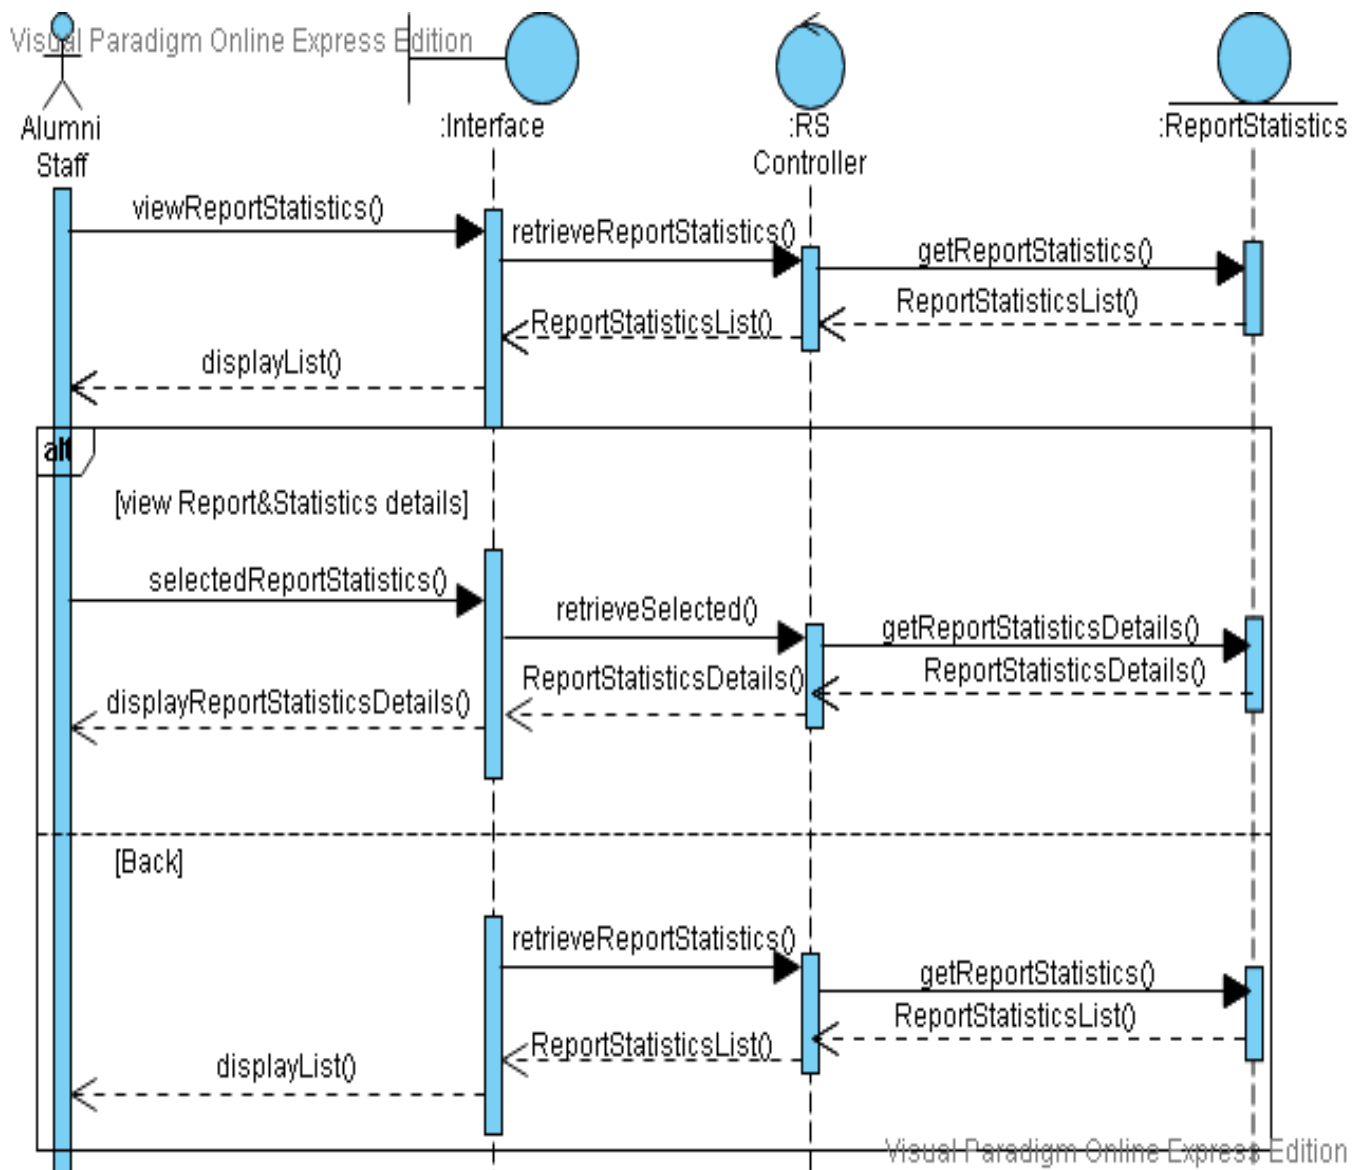 Visual Paradigm Online Express Edition
Alumni
Staff
:Interface
:RS
Controller
:ReportStatistics
viewReportStatistics()
retrieveReportStatistics()
getReportStatistics()
ReportStatisticsList()
ReportStatisticsList()
displayList()
alt
[view Report&Statistics details]
selectedReportStatistics()
retrieveSelected()
getReportStatisticsDetails()
ReportStatisticsDetails()
ReportStatisticsDetails()
displayReportStatisticsDetails()
[Back]
retrieveReportStatistics()
getReportStatistics()
ReportStatisticsList()
ReportStatisticsList()
displayList()
Visual Paradigm Online Express Edition